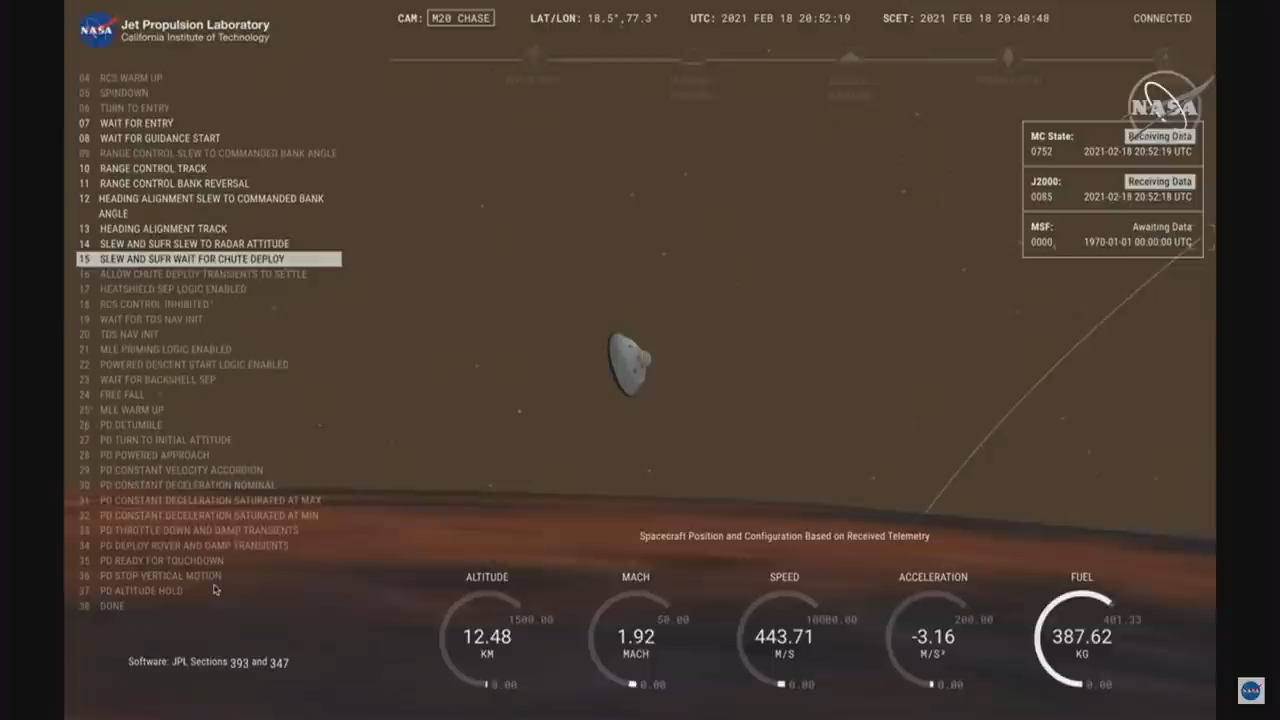 NASA
Jet Propulsion Laboratory
California Institute of Technology
CAM: M20 CHASE
LAT/LON: 18.5°,77.3°
UTC: 2021 FEB 18 20:52:19
SCET: 2021 FEB 18 20:40:48
CONNECTED
04 RCS WARM UP
05 SPINDOWN
06 TURN TO ENTRY
07 WAIT FOR ENTRY
08 WAIT FOR GUIDANCE START
09 RANGE CONTROL SLEW TO COMMANDED BANK ANGLE
10 RANGE CONTROL TRACK
11 RANGE CONTROL BANK REVERSAL
12 HEADING ALIGNMENT SLEW TO COMMANDED BANK
ANGLE
13 HEADING ALIGNMENT TRACK
14 SLEW AND SUFR SLEW TO RADAR ATTITUDE
15 SLEW AND SUFR WAIT FOR CHUTE DEPLOY
16 ALLOW CHUTE DEPLOY TRANSIENTS TO SETTLE
17 HEATSHIELD SEP LOGIC ENABLED
18 RCS CONTROL INHIBITED
19 WAIT FOR TDS NAV INIT
20 TDS NAV INIT
21 MLE PRIMING LOGIC ENABLED
22 POWERED DESCENT START LOGIC ENABLED
23 WAIT FOR BACKSHELL SEP
24 FREE FALL
25 MLE WARM UP
26 PD DETUMBLE
27 PD TURN TO INITIAL ATTITUDE
28 PD POWERED APPROACH
29 PD CONSTANT VELOCITY ACCORDION
30 PD CONSTANT DECELERATION NOMINAL
31 PD CONSTANT DECELERATION SATURATED AT MAX
32 PD CONSTANT DECELERATION SATURATED AT MIN
33 PD THROTTLE DOWN AND DAMP TRANSIENTS
34 PD DEPLOY ROVER AND DAMP TRANSIENTS
35 PD READY FOR TOUCHDOWN
36 PD STOP VERTICAL MOTION
37 PD ALTITUDE HOLD
38 DONE
Software: JPL Sections 393 and 347
NASA
MC State: Receiving Data
0752 2021-02-18 20:52:19 UTC
J2000: Receiving Data
0085 2021-02-18 20:52:18 UTC
MSF: Awaiting Data
0000 1970-01-01 00:00:00 UTC
Spacecraft Position and Configuration Based on Received Telemetry
ALTITUDE
1500.00
12.48
KM
0.00
MACH
50.00
1.92
MACH
0.00
SPEED
10000.00
443.71
M/S
0.00
ACCELERATION
200.00
-3.16
M/S²
0.00
FUEL
401.33
387.62
KG
0.00
NASA